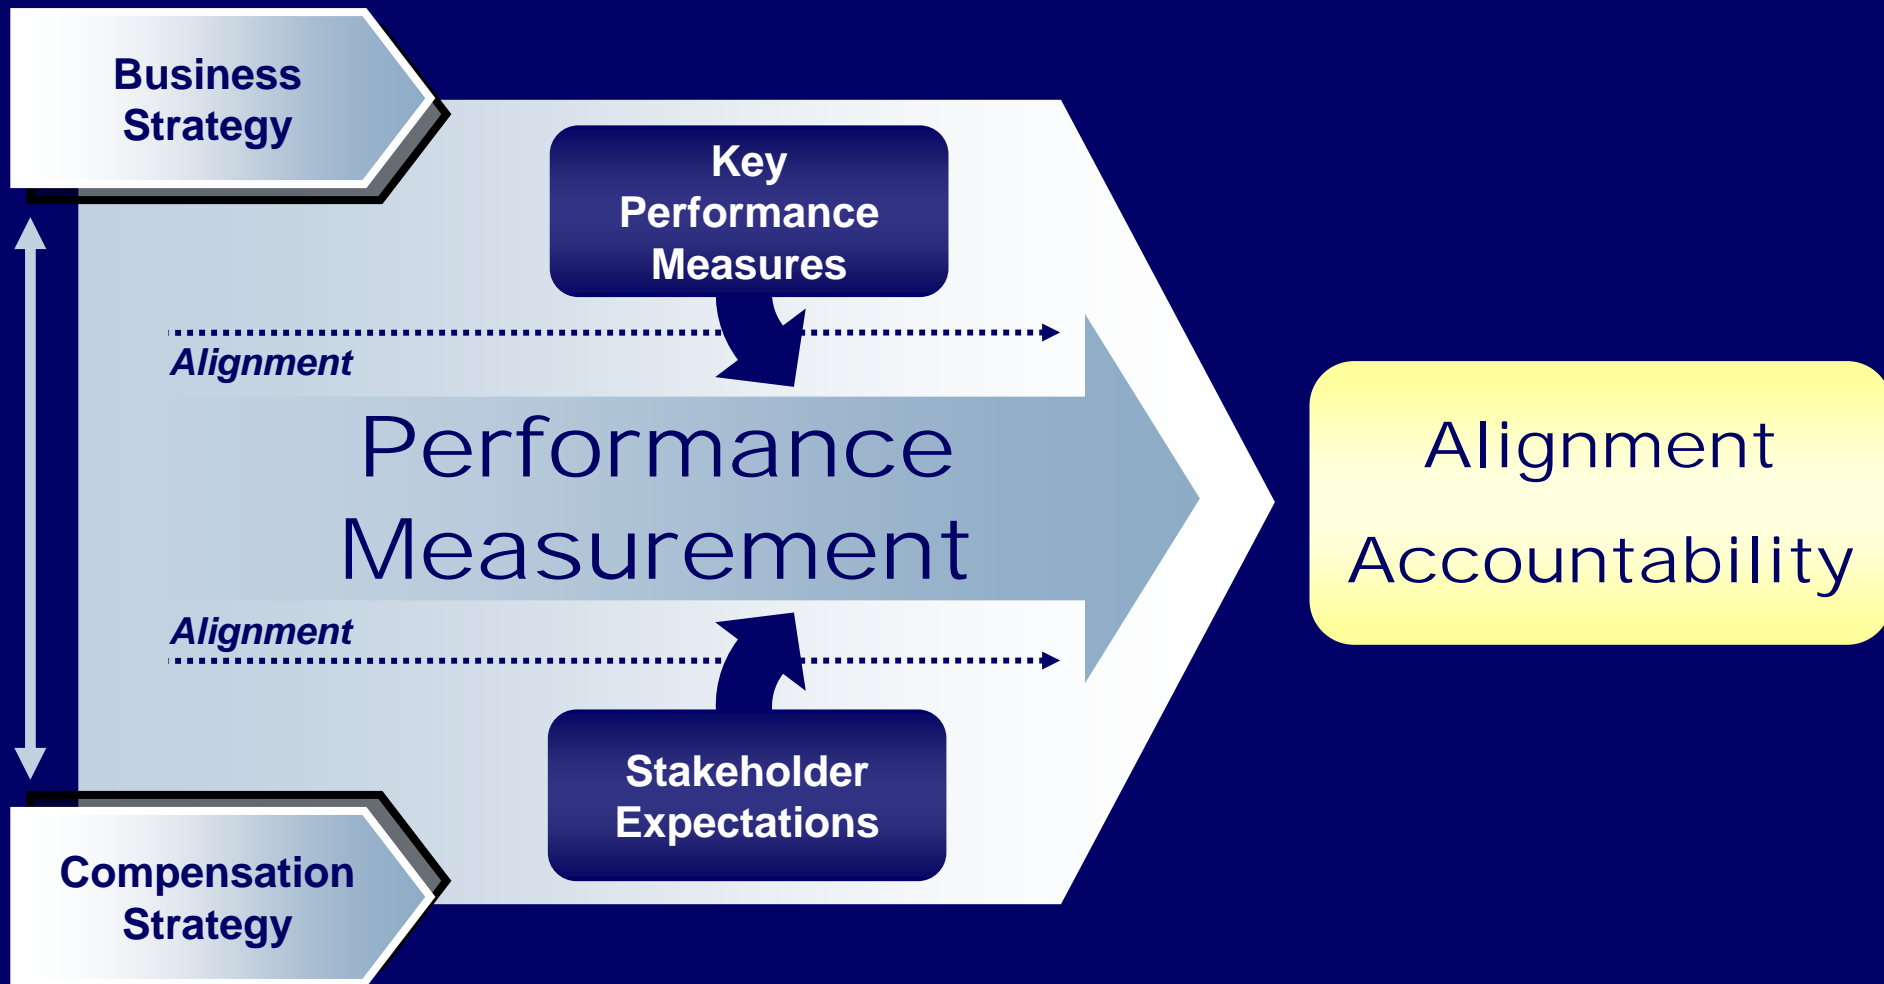 Business
Strategy
Key
Performance
Measures
Alignment
Performance
Measurement
Alignment
Stakeholder
Expectations
Compensation
Strategy
Alignment
Accountability